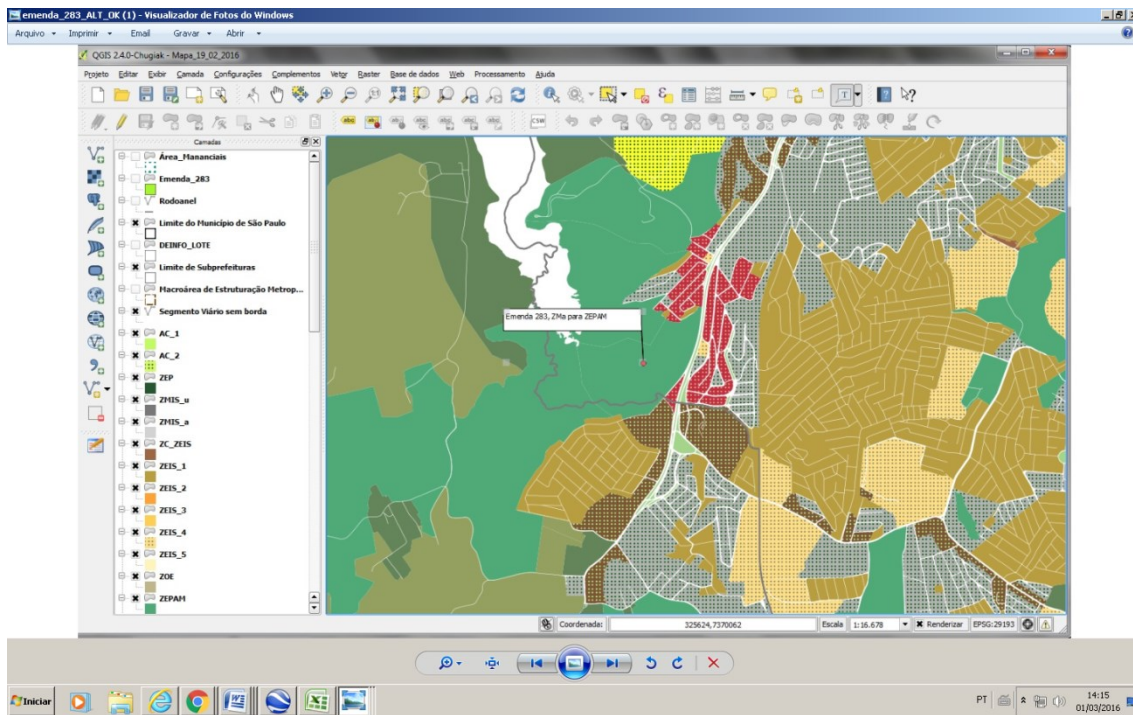 emenda_283_ALT_OK (1) - Visualizador de Fotos do Windows
Arquivo Imprimir Email Gravar Abrir
QGIS 2.4.0-Chugiak - Mapa_19_02_2016
Projeto Editar Exibir Camada Configurações Complementos Vetor Raster Base de dados Web Processamento Ajuda
abc
CSW
Camadas
Área_Mananciais
Emenda_283
Rodoanel
Limite do Município de São Paulo
DEINFO_LOTE
Limite de Subprefeituras
Macroárea de Estruturação Metrop...
Segmento Viário sem borda
AC_1
AC_2
ZEP
ZMIS_u
ZMIS_a
ZC_ZEIS
ZEIS_1
ZEIS_2
ZEIS_3
ZEIS_4
ZEIS_5
ZOE
ZEPAM
Emenda 283, ZMa para ZEPAM
Coordenada: 325624,7370062 Escala 1:16.678 Renderizar EPSG:29193
Iniciar
PT 14:15
01/03/2016